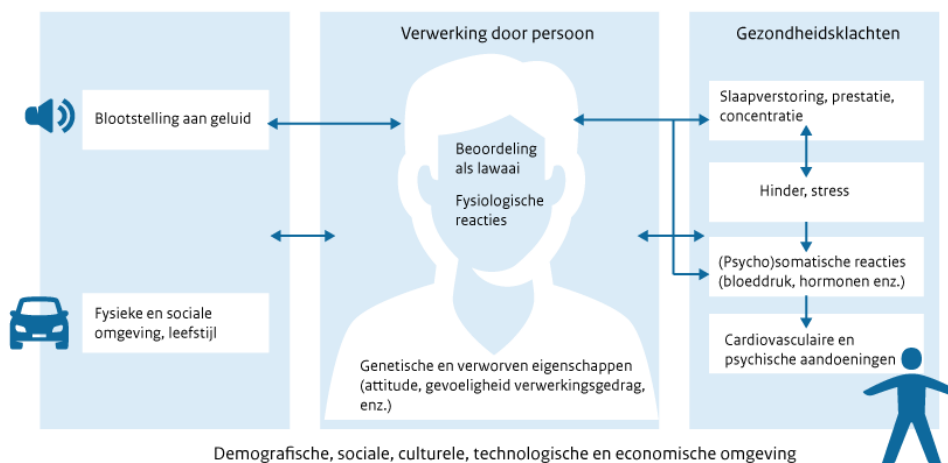 Verwerking door persoon
Gezondheidsklachten
Blootstelling aan geluid
Fysieke en sociale
omgeving, leefstijl
Beoordeling
als lawaai
Fysiologische
reacties
Genetische en verworven eigenschappen
(attitude, gevoeligheid verwerkingsgedrag,
enz.)
Slaapverstoring, prestatie,
concentratie
Hinder, stress
(Psycho)somatische reacties
(bloeddruk, hormonen enz.)
Cardiovasculaire en
psychische aandoeningen
Demografische, sociale, culturele, technologische en economische omgeving